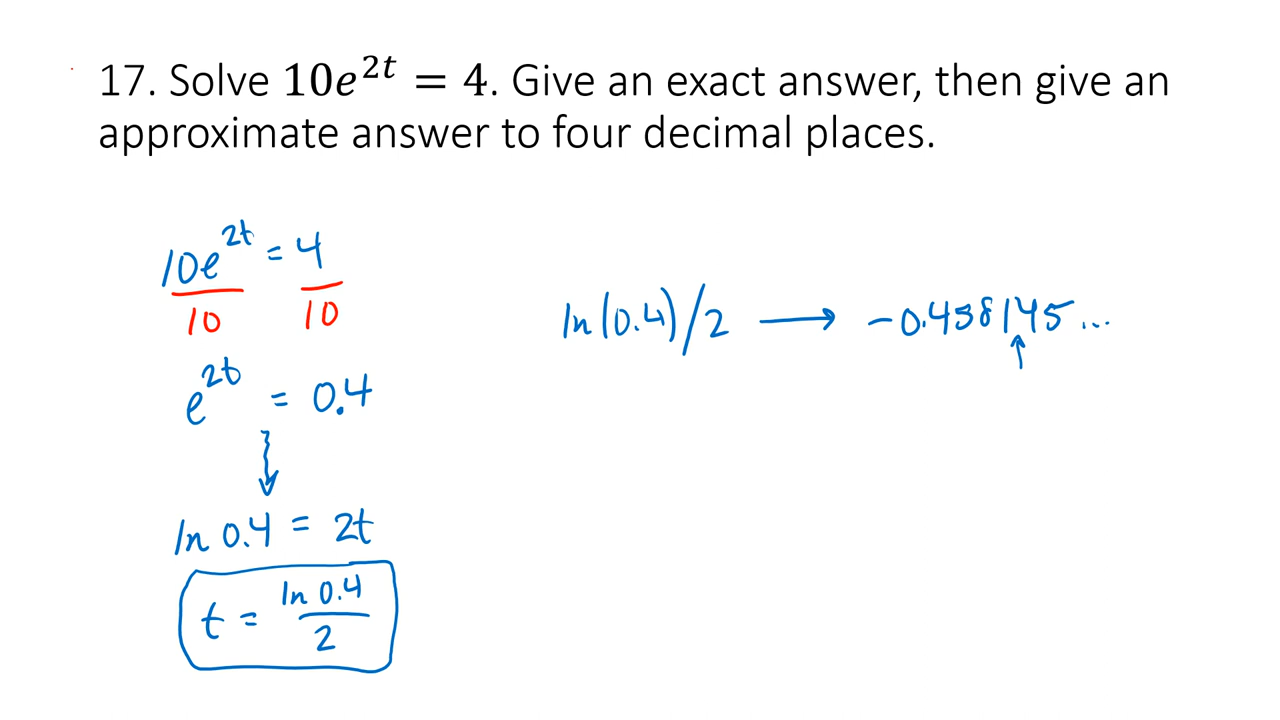 17. Solve 10e^{2t} = 4. Give an exact answer, then give an
approximate answer to four decimal places.
10e^{2t} = 4
10 10
e^{2t} = 0.4
ln 0.4 = 2t
t = ln 0.4 / 2
ln(0.4)/2 → -0.458145...